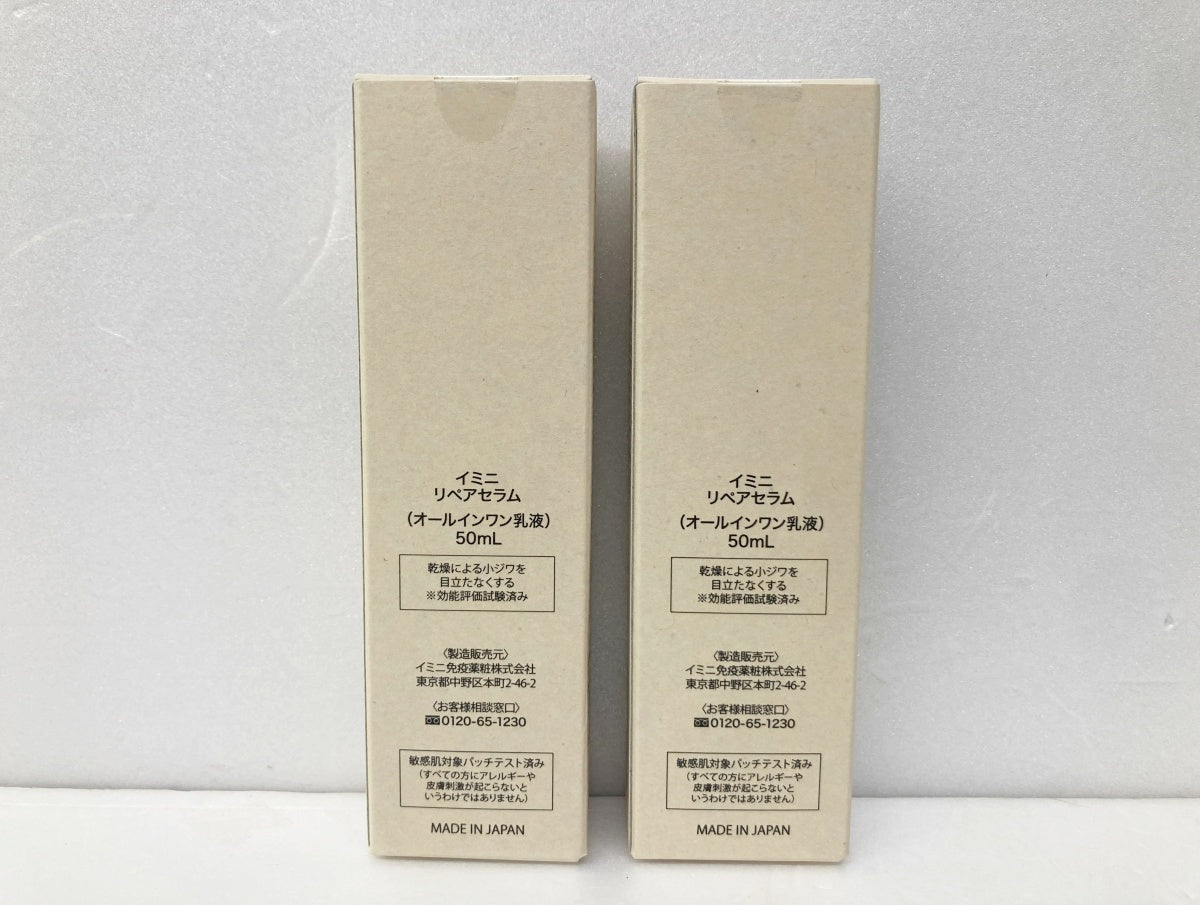 イミニ
リペアセラム
（オールインワン乳液）
50mL
乾燥による小ジワを
目立たなくする
※効能評価試験済み
〈製造販売元〉
イミニ免疫薬粧株式会社
東京都中野区本町2-46-2
〈お客様相談窓口〉
0120-65-1230
敏感肌対象パッチテスト済み
（すべての方にアレルギーや
皮膚刺激が起こらないと
いうわけではありません）
MADE IN JAPAN
イミニ
リペアセラム
（オールインワン乳液）
50mL
乾燥による小ジワを
目立たなくする
※効能評価試験済み
〈製造販売元〉
イミニ免疫薬粧株式会社
東京都中野区本町2-46-2
〈お客様相談窓口〉
0120-65-1230
敏感肌対象パッチテスト済み
（すべての方にアレルギーや
皮膚刺激が起こらないと
いうわけではありません）
MADE IN JAPAN